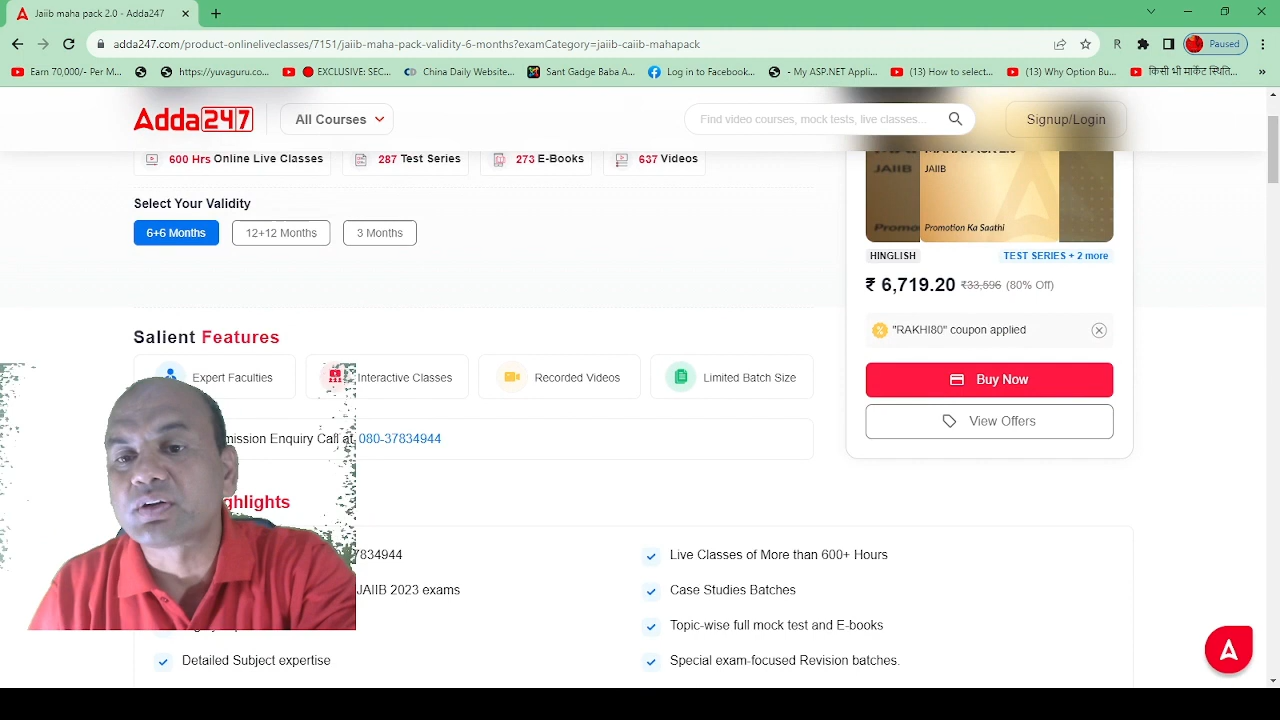 Jaiib maha pack 2.0 - Adda247
adda247.com/product-onlineliveclasses/7151/jaiib-maha-pack-validity-6-months?examCategory=jaiib-caiib-mahapack
R
Paused
Earn 70,000/- Per M...
https://yuvaguru.co...
EXCLUSIVE: SEC...
China Daily Website...
Sant Gadge Baba A...
Log in to Facebook...
- My ASP.NET Appli...
(13) How to select...
(13) Why Option Bu...
किसी भी मार्केट स्थिति...
»
Adda247
All Courses
Find video courses, mock tests, live classes...
Signup/Login
600 Hrs Online Live Classes
287 Test Series
273 E-Books
637 Videos
JAIIB
JAIIB
Promo
Promotion Ka Saathi
Select Your Validity
6+6 Months
12+12 Months
3 Months
HINGLISH
TEST SERIES + 2 more
₹ 6,719.20 ₹33,596 (80% Off)
"RAKHI80" coupon applied
Buy Now
View Offers
Salient Features
Expert Faculties
Interactive Classes
Recorded Videos
Limited Batch Size
mission Enquiry Call at 080-37834944
ghlights
7834944
Live Classes of More than 600+ Hours
JAIIB 2023 exams
Case Studies Batches
Topic-wise full mock test and E-books
Detailed Subject expertise
Special exam-focused Revision batches.